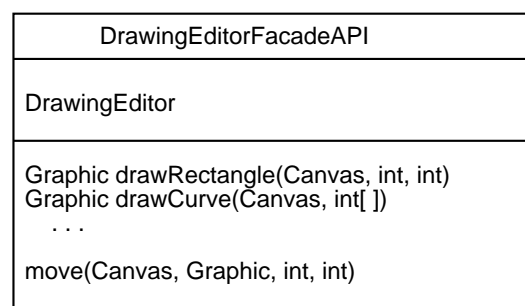 DrawingEditorFacadeAPI
DrawingEditor
Graphic drawRectangle(Canvas, int, int)
Graphic drawCurve(Canvas, int[ ])
. . .
move(Canvas, Graphic, int, int)